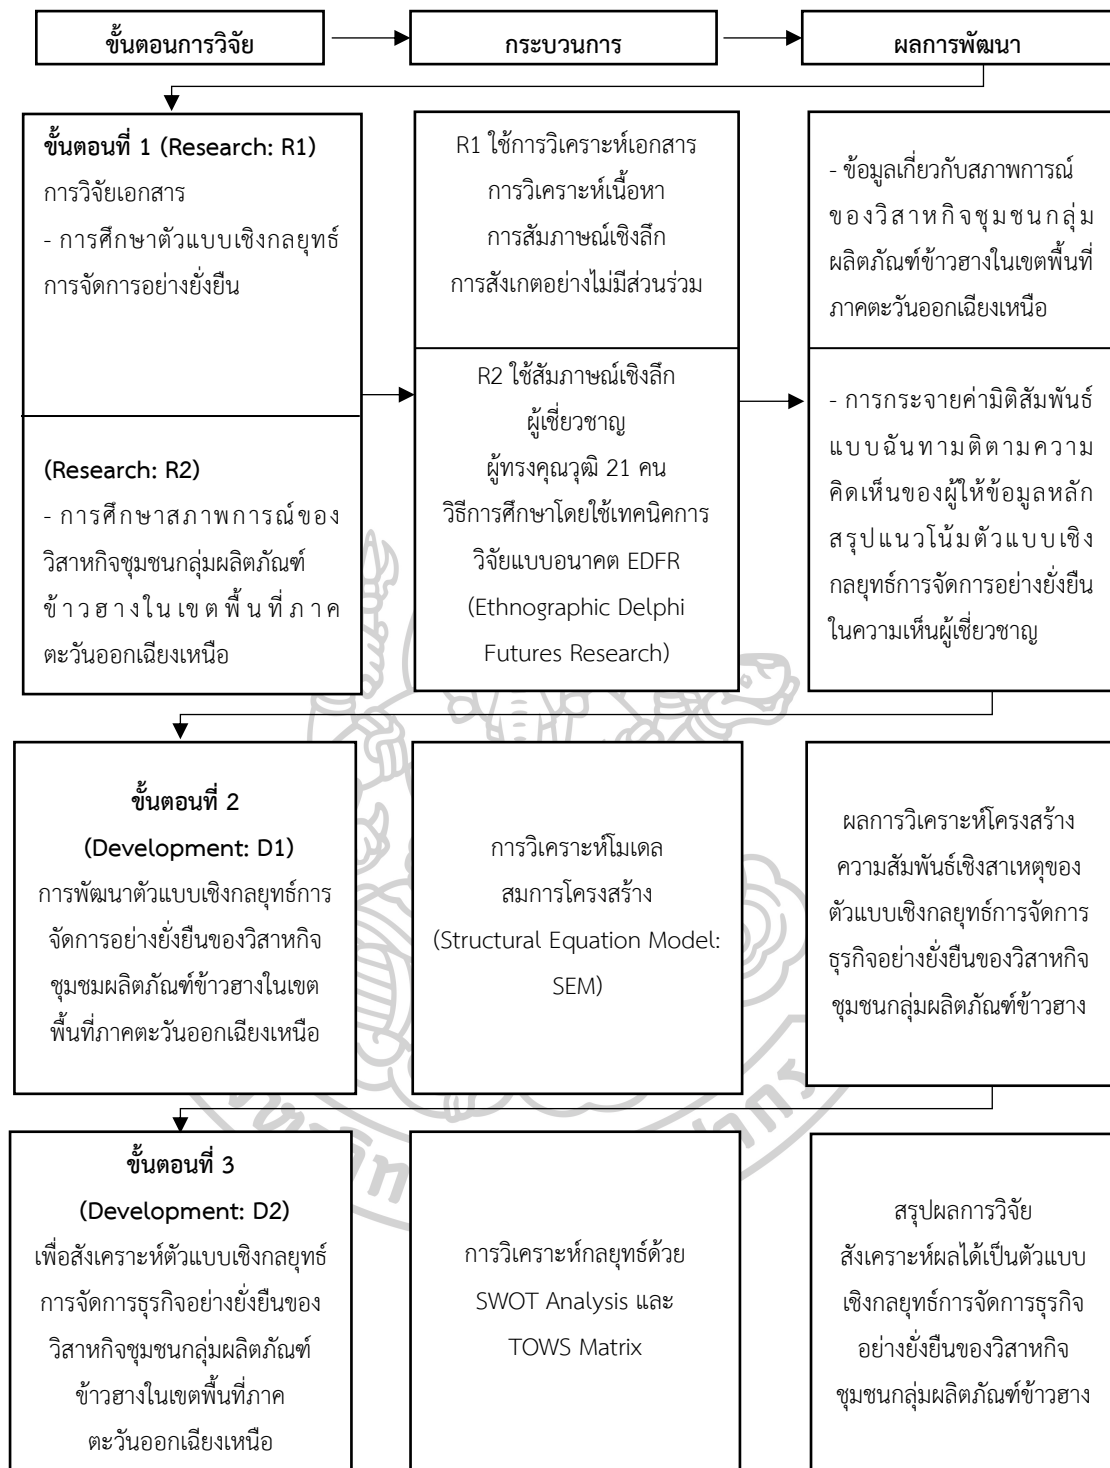 ขั้นตอนการวิจัย
กระบวนการ
ผลการพัฒนา
ขั้นตอนที่ 1 (Research: R1)
การวิจัยเอกสาร
- การศึกษาตัวแบบเชิงกลยุทธ์
การจัดการอย่างยั่งยืน
R1 ใช้การวิเคราะห์เอกสาร
การวิเคราะห์เนื้อหา
การสัมภาษณ์เชิงลึก
การสังเกตอย่างไม่มีส่วนร่วม
- ข้อมูลเกี่ยวกับสภาพการณ์
ของวิสาหกิจชุมชนกลุ่ม
ผลิตภัณฑ์ข้าวฮางในเขตพื้นที่
ภาคตะวันออกเฉียงเหนือ
(Research: R2)
- การศึกษาสภาพการณ์ของ
วิสาหกิจชุมชนกลุ่มผลิตภัณฑ์
ข้าวฮางในเขตพื้นที่ภาค
ตะวันออกเฉียงเหนือ
R2 ใช้สัมภาษณ์เชิงลึก
ผู้เชี่ยวชาญ
ผู้ทรงคุณวุฒิ 21 คน
วิธีการศึกษาโดยใช้เทคนิคการ
วิจัยแบบอนาคต EDFR
(Ethnographic Delphi
Futures Research)
- การกระจายค่ามิติสัมพันธ์
แบบฉันทามติตามความ
คิดเห็นของผู้ให้ข้อมูลหลัก
สรุปแนวโน้มตัวแบบเชิง
กลยุทธ์การจัดการอย่างยั่งยืน
ในความเห็นผู้เชี่ยวชาญ
ขั้นตอนที่ 2
(Development: D1)
การพัฒนาตัวแบบเชิงกลยุทธ์การ
จัดการอย่างยั่งยืนของวิสาหกิจ
ชุมชมผลิตภัณฑ์ข้าวฮางในเขต
พื้นที่ภาคตะวันออกเฉียงเหนือ
การวิเคราะห์โมเดล
สมการโครงสร้าง
(Structural Equation Model:
SEM)
ผลการวิเคราะห์โครงสร้าง
ความสัมพันธ์เชิงสาเหตุของ
ตัวแบบเชิงกลยุทธ์การจัดการ
ธุรกิจอย่างยั่งยืนของวิสาหกิจ
ชุมชนกลุ่มผลิตภัณฑ์ข้าวฮาง
ขั้นตอนที่ 3
(Development: D2)
เพื่อสังเคราะห์ตัวแบบเชิงกลยุทธ์
การจัดการธุรกิจอย่างยั่งยืนของ
วิสาหกิจชุมชนกลุ่มผลิตภัณฑ์
ข้าวฮางในเขตพื้นที่ภาค
ตะวันออกเฉียงเหนือ
การวิเคราะห์กลยุทธ์ด้วย
SWOT Analysis และ
TOWS Matrix
สรุปผลการวิจัย
สังเคราะห์ผลได้เป็นตัวแบบ
เชิงกลยุทธ์การจัดการธุรกิจ
อย่างยั่งยืนของวิสาหกิจ
ชุมชนกลุ่มผลิตภัณฑ์ข้าวฮาง